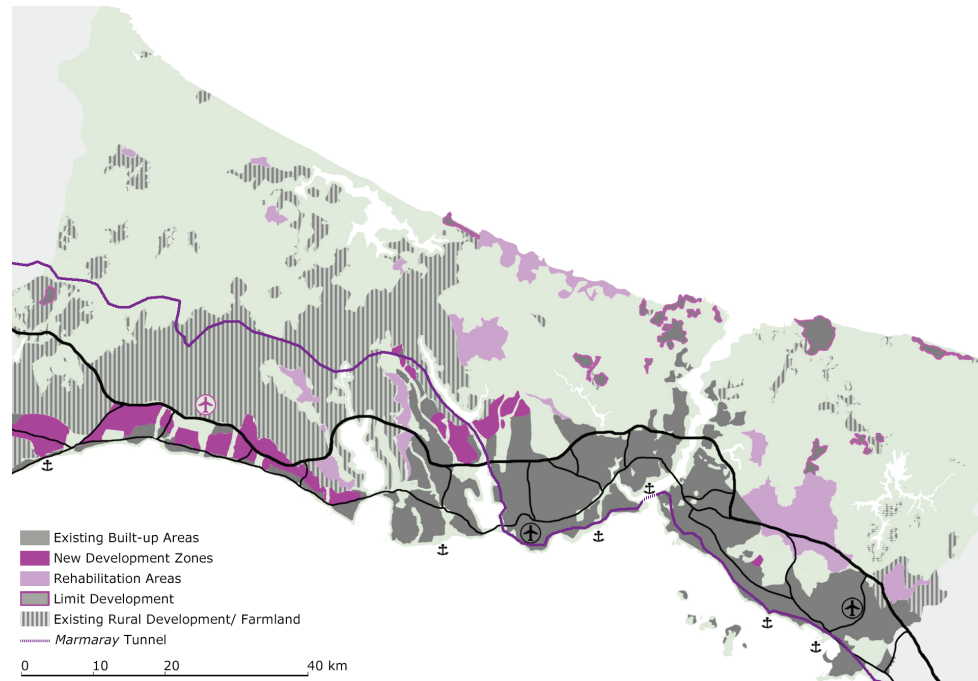 Existing Built-up Areas
New Development Zones
Rehabilitation Areas
Limit Development
Existing Rural Development/ Farmland
Marmaray Tunnel
0 10 20 40 km